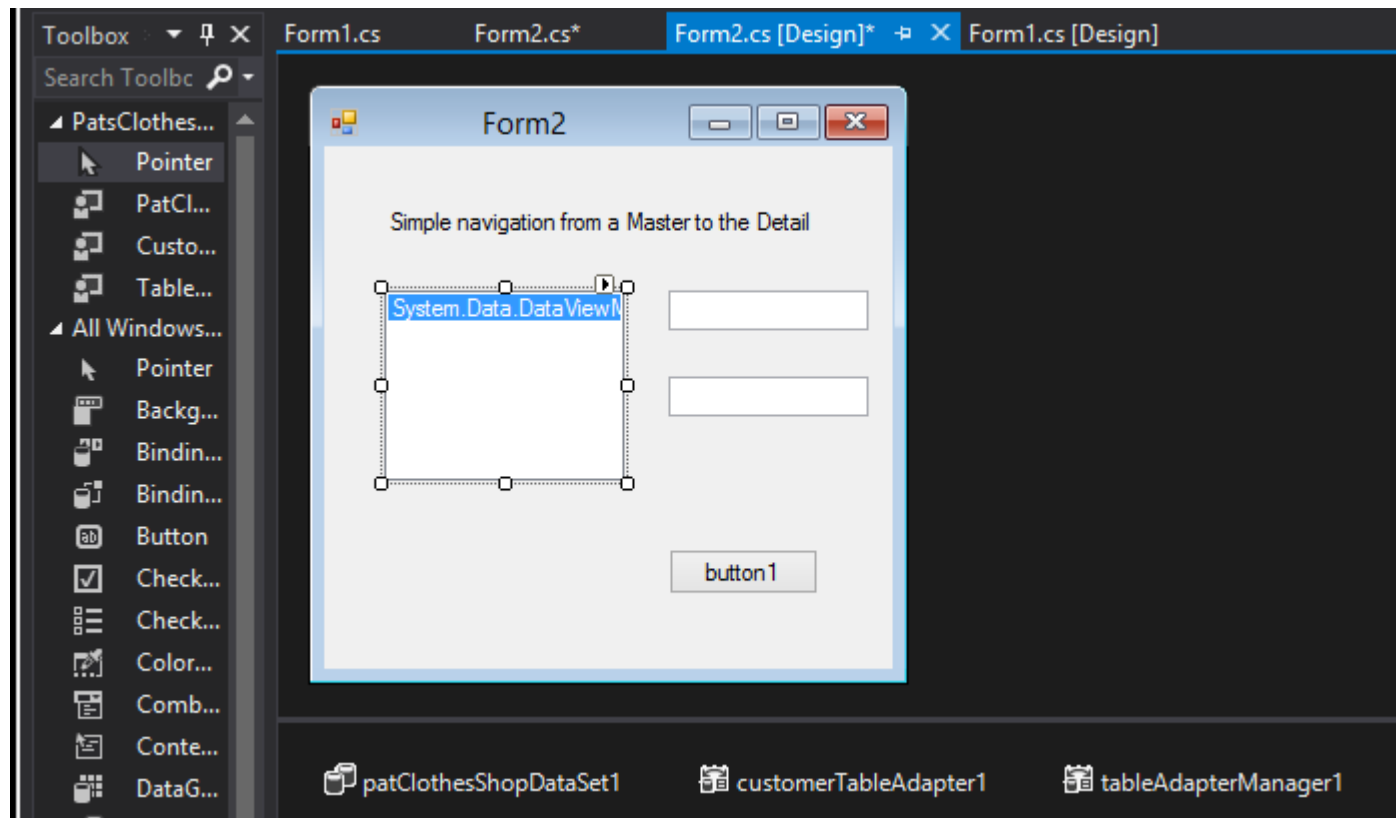 Toolbox
Form1.cs
Form2.cs*
Form2.cs [Design]*
Form1.cs [Design]
Search Toolbc
PatsClothes...
Pointer
PatCl...
Custo...
Table...
All Windows...
Pointer
Backg...
Bindin...
Bindin...
Button
Check...
Check...
Color...
Comb...
Conte...
DataG...
Form2
Simple navigation from a Master to the Detail
System.Data.DataViewM
button1
patClothesShopDataSet1
customerTableAdapter1
tableAdapterManager1